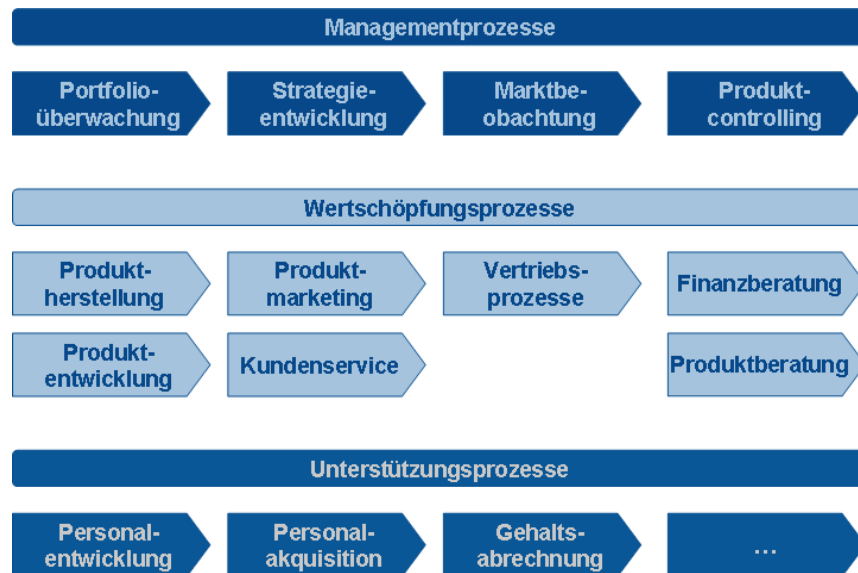 Managementprozesse
Portfolio-
überwachung
Strategie-
entwicklung
Marktbe-
obachtung
Produkt-
controlling
Wertschöpfungsprozesse
Produkt-
herstellung
Produkt-
marketing
Vertriebs-
prozesse
Finanzberatung
Produkt-
entwicklung
Kundenservice
Produktberatung
Unterstützungsprozesse
Personal-
entwicklung
Personal-
akquisition
Gehalts-
abrechnung
...